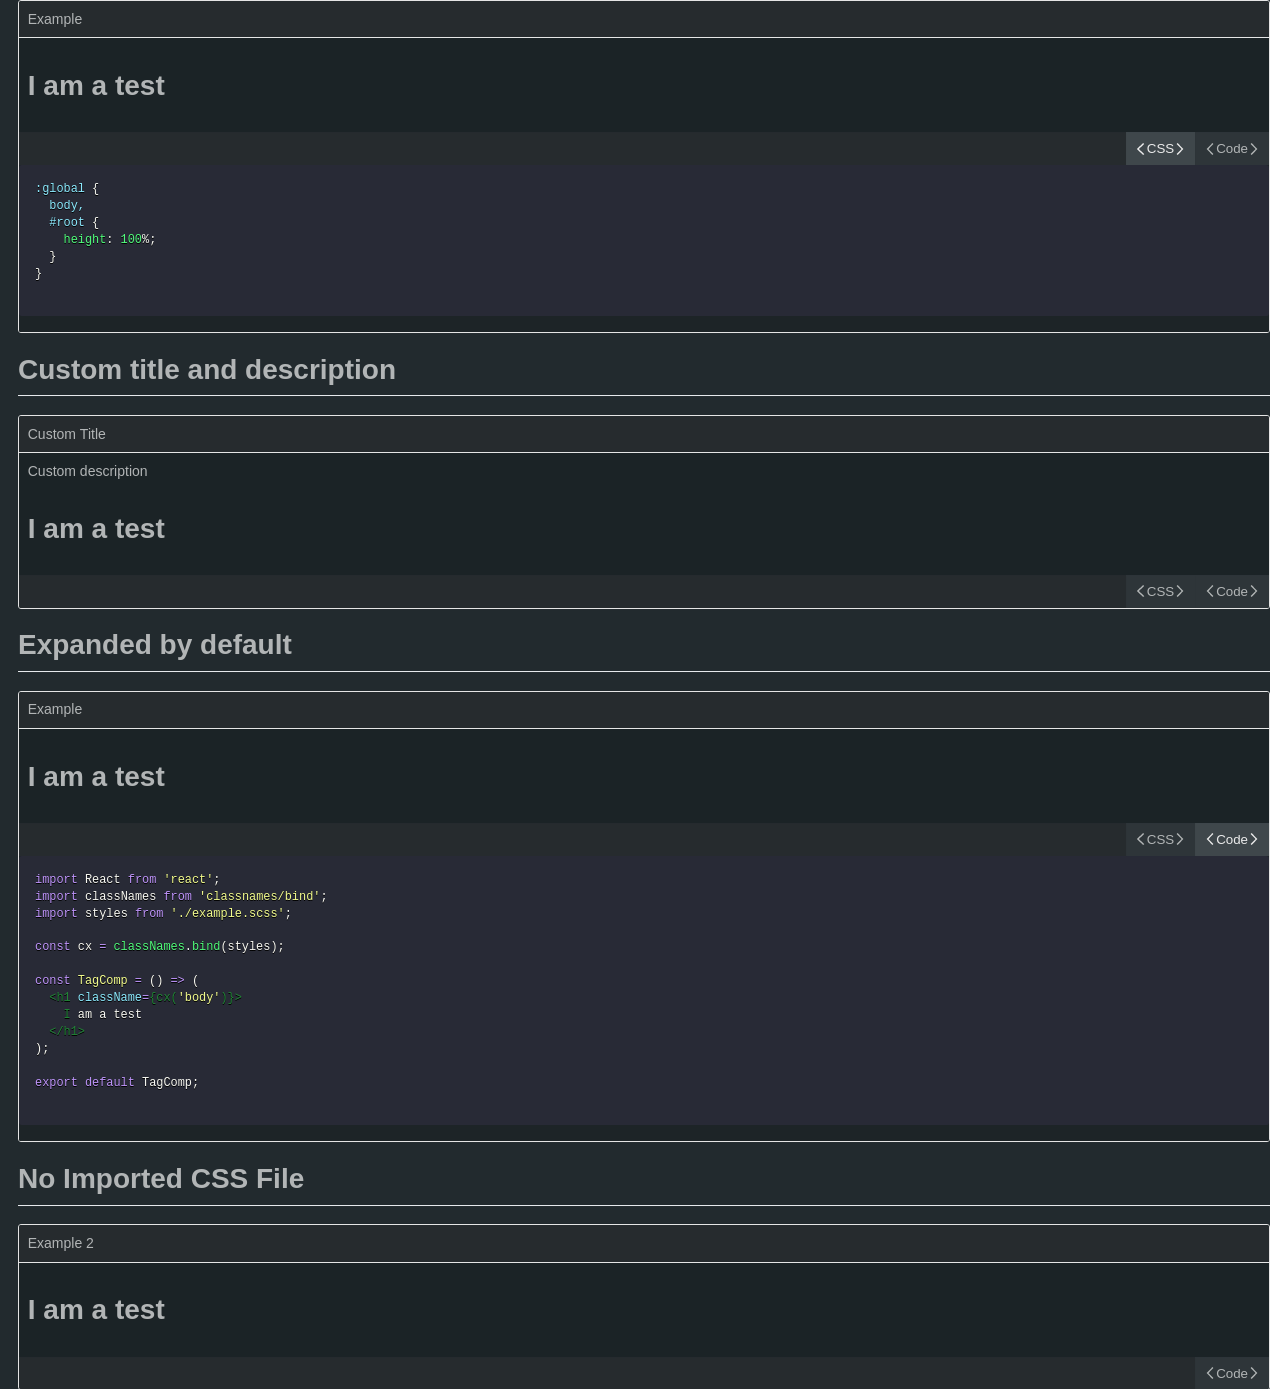 Example
I am a test
CSS Code
:global {
  body,
  #root {
    height: 100%;
  }
}
Custom title and description
Custom Title
Custom description
I am a test
CSS Code
Expanded by default
Example
I am a test
CSS Code
import React from 'react';
import classNames from 'classnames/bind';
import styles from './example.scss';
const cx = classNames.bind(styles);
const TagComp = () => (
  <h1 className={cx('body')}>
    I am a test
  </h1>
);
export default TagComp;
No Imported CSS File
Example 2
I am a test
Code